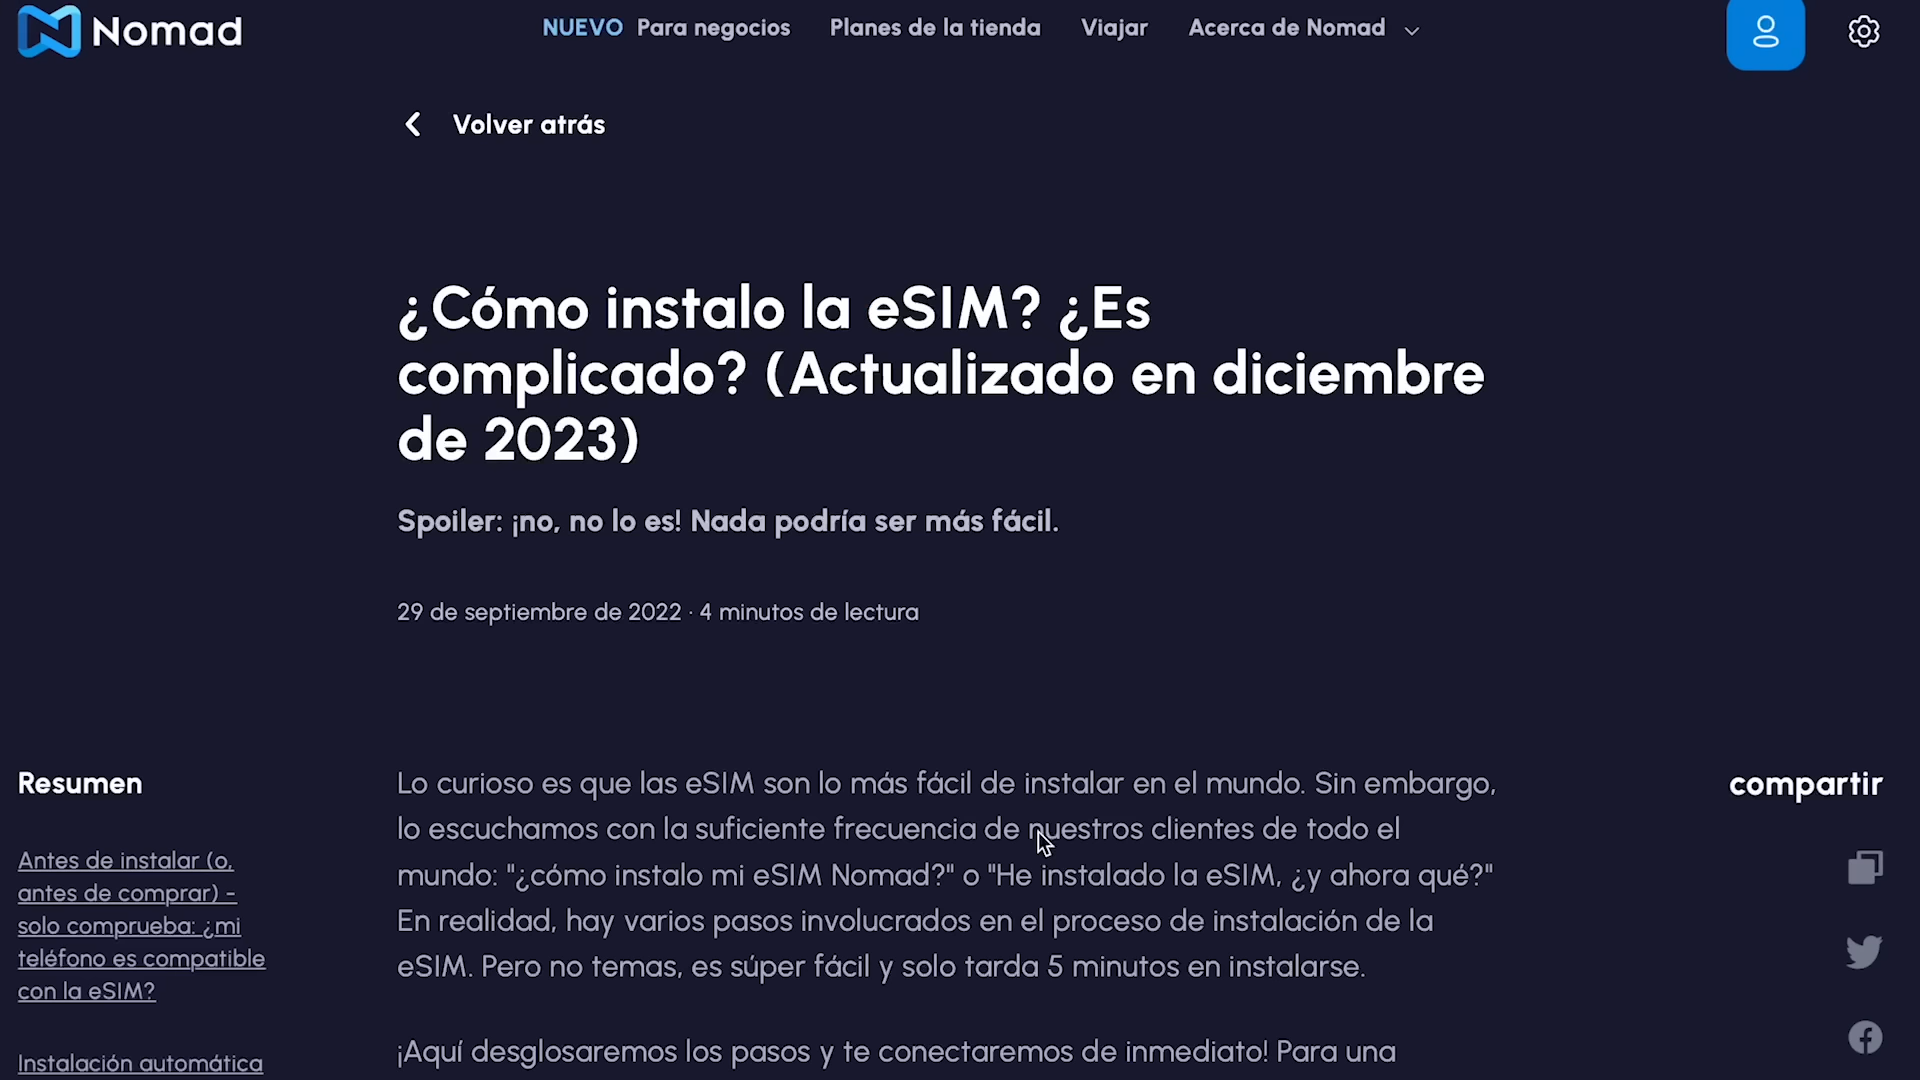 Nomad
NUEVO Para negocios Planes de la tienda Viajar Acerca de Nomad
Volver atrás
¿Cómo instalo la eSIM? ¿Es
complicado? (Actualizado en diciembre
de 2023)
Spoiler: ¡no, no lo es! Nada podría ser más fácil.
29 de septiembre de 2022 · 4 minutos de lectura
Resumen
Antes de instalar (o,
antes de comprar) -
solo comprueba: ¿mi
teléfono es compatible
con la eSIM?
Instalación automática
Lo curioso es que las eSIM son lo más fácil de instalar en el mundo. Sin embargo,
lo escuchamos con la suficiente frecuencia de nuestros clientes de todo el
mundo: "¿cómo instalo mi eSIM Nomad?" o "He instalado la eSIM, ¿y ahora qué?"
En realidad, hay varios pasos involucrados en el proceso de instalación de la
eSIM. Pero no temas, es súper fácil y solo tarda 5 minutos en instalarse.
¡Aquí desglosaremos los pasos y te conectaremos de inmediato! Para una
compartir